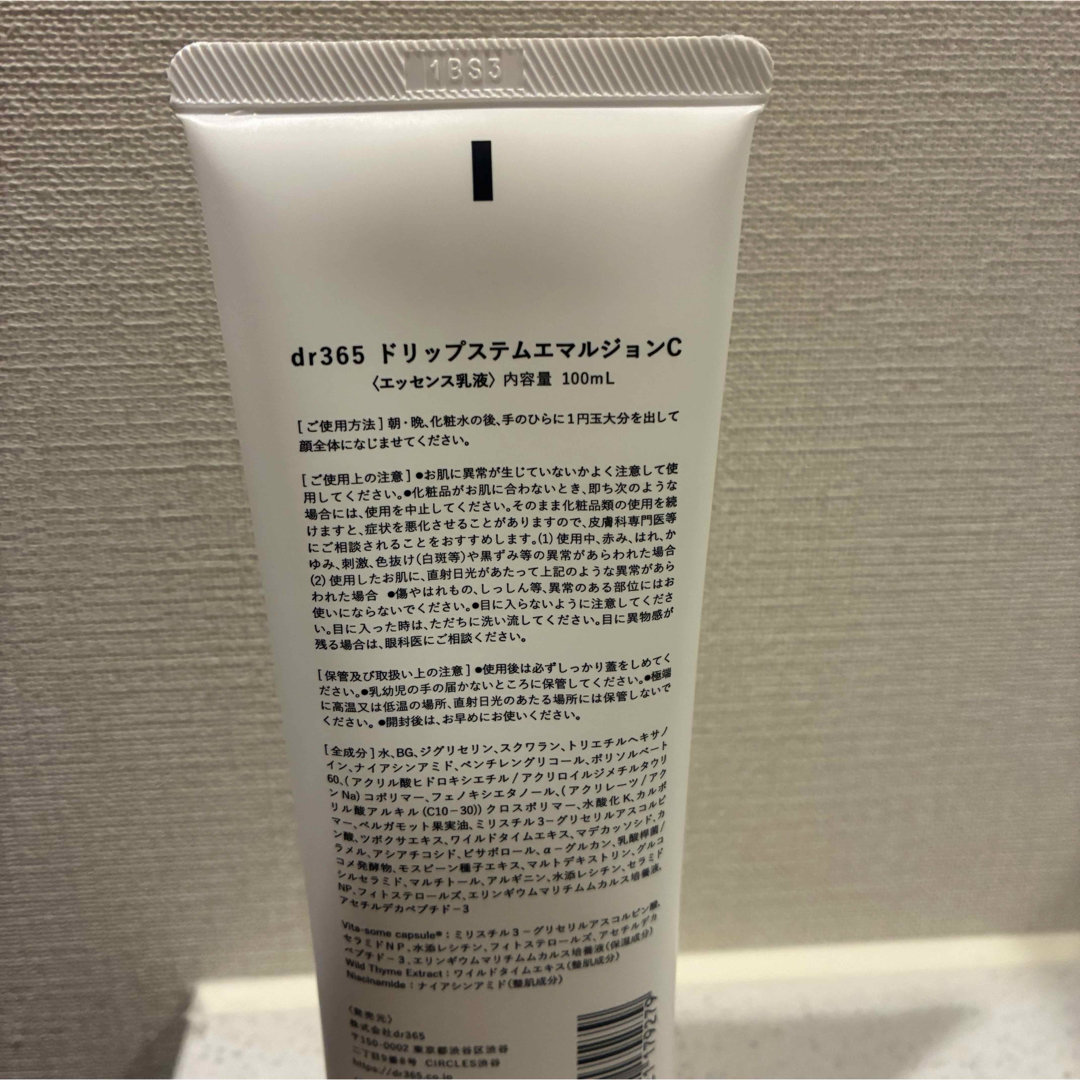 1BS3
dr365 ドリップステムエマルジョンC
〈エッセンス乳液〉内容量 100mL
[ご使用方法]朝・晩、化粧水の後、手のひらに1円玉大分を出して
顔全体になじませてください。
[ご使用上の注意]●お肌に異常が生じていないかよく注意して使
用してください。●化粧品がお肌に合わないとき、即ち次のような
場合には、使用を中止してください。そのまま化粧品類の使用を続
けますと、症状を悪化させることがありますので、皮膚科専門医等
にご相談されることをおすすめします。(1)使用中、赤み、はれ、か
ゆみ、刺激、色抜け(白斑等)や黒ずみ等の異常があらわれた場合
(2)使用したお肌に、直射日光があたって上記のような異常があら
われた場合 ●傷やはれもの、しっしん等、異常のある部位にはお
使いにならないでください。●目に入らないように注意してくださ
い。目に入った時は、ただちに洗い流してください。目に異物感が
残る場合は、眼科医にご相談ください。
[保管及び取扱い上の注意]●使用後は必ずしっかり蓋をしめてく
ださい。●乳幼児の手の届かないところに保管してください。●極端
に高温又は低温の場所、直射日光のあたる場所には保管しないで
ください。●開封後は、お早めにお使いください。
[全成分]水、BG、ジグリセリン、スクワラン、トリエチルヘキサノ
イン、ナイアシンアミド、ペンチレングリコール、ポリソルベート
60、(アクリル酸ヒドロキシエチル/アクリロイルジメチルタウリ
ンNa)コポリマー、フェノキシエタノール、(アクリレーツ/アク
リル酸アルキル(C10-30))クロスポリマー、水酸化K、カルボ
マー、ベルガモット果実油、ミリスチル3-グリセリルアスコルビ
ン酸、ツボクサエキス、ワイルドタイムエキス、マデカッソシド、カ
ラメル、アシアチコシド、ビサボロール、α-グルカン、乳酸桿菌/
コメ発酵物、モスビーン種子エキス、マルトデキストリン、グルコ
シルセラミド、マルチトール、アルギニン、水添レシチン、セラミド
NP、フィトステロールズ、エリンギウムマリチムムカルス培養液、
アセチルデカペプチド-3
Vita-some capsule®:ミリスチル3-グリセリルアスコルビン酸、
セラミドNP、水添レシチン、フィトステロールズ、アセチルデカ
ペプチド-3、エリンギウムマリチムムカルス培養液(保湿成分)
Wild Thyme Extract:ワイルドタイムエキス(整肌成分)
Niacinamide:ナイアシンアミド(整肌成分)
〈発売元〉
株式会社dr365
〒150-0002 東京都渋谷区渋谷
二丁目9番8号 CIRCLES渋谷
https://dr365.co.jp
179279